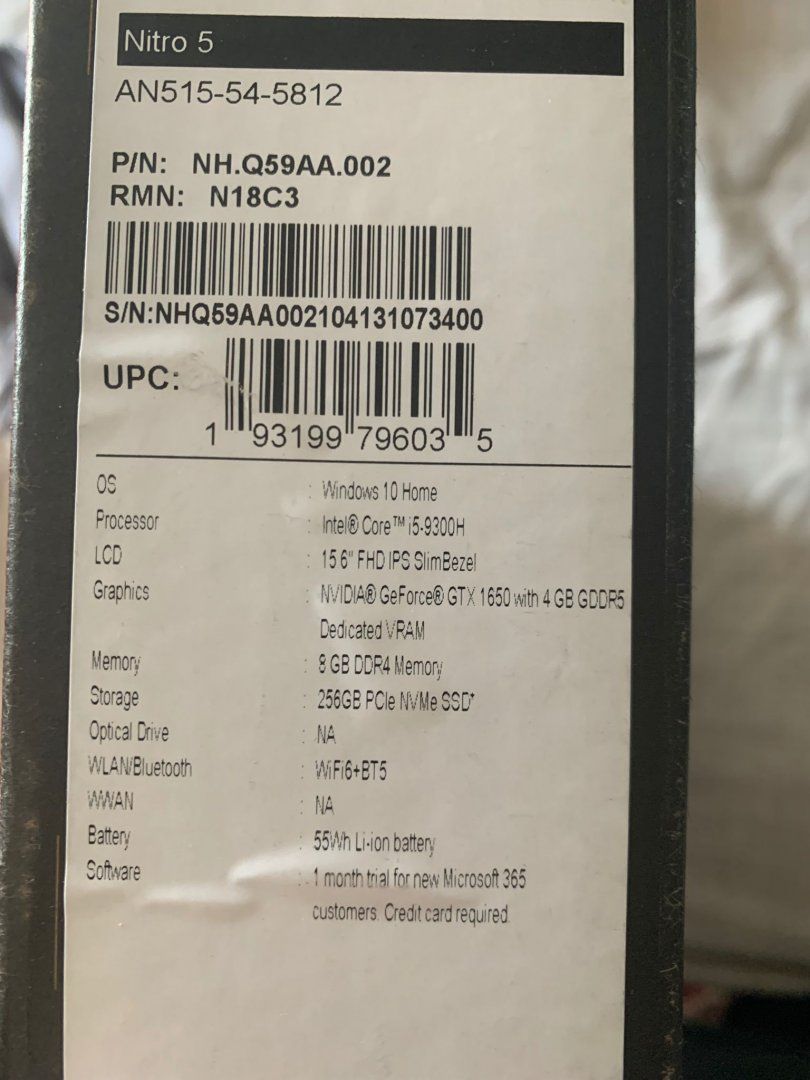 Nitro 5
AN515-54-5812
P/N: NH.Q59AA.002
RMN: N18C3
S/N:NHQ59AA002104131073400
UPC:
1 93199 79603 5
OS : Windows 10 Home
Processor : Intel® Core™ i5-9300H
LCD : 15.6" FHD IPS SlimBezel
Graphics : NVIDIA® GeForce® GTX 1650 with 4 GB GDDR5
Dedicated VRAM
Memory : 8 GB DDR4 Memory
Storage : 256GB PCIe NVMe SSD*
Optical Drive : NA
WLAN/Bluetooth : WiFi6+BT5
WWAN : NA
Battery : 55Wh Li-ion battery
Software : - 1 month trial for new Microsoft 365
customers. Credit card required.